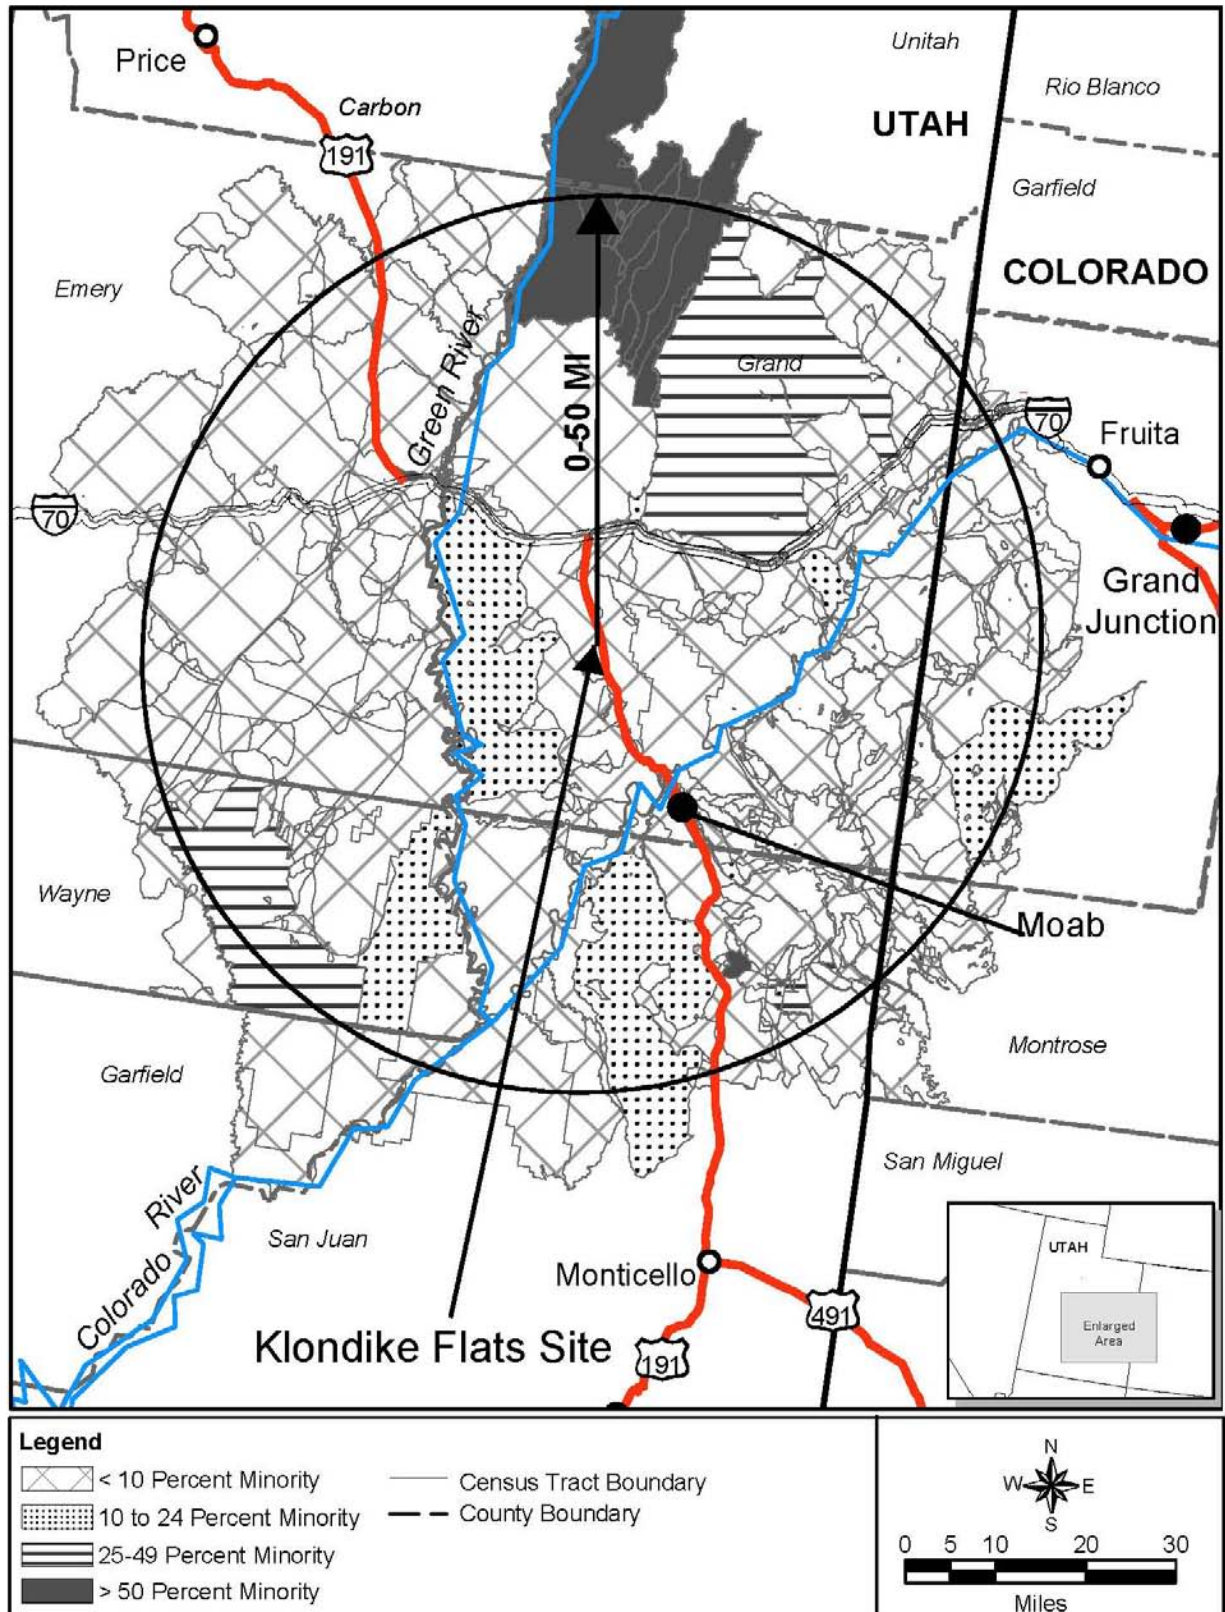 Price
Carbon
191
Unitah
Rio Blanco
UTAH
Garfield
COLORADO
Emery
Green River
0-50 MI
Grand
70
Fruita
70
Grand
Junction
Wayne
Moab
Garfield
Montrose
San Miguel
San Juan
Colorado River
Monticello
491
Klondike Flats Site
191
UTAH
Enlarged
Area
Legend
< 10 Percent Minority
10 to 24 Percent Minority
25-49 Percent Minority
> 50 Percent Minority
Census Tract Boundary
County Boundary
N
W E
S
0 5 10 20 30
Miles